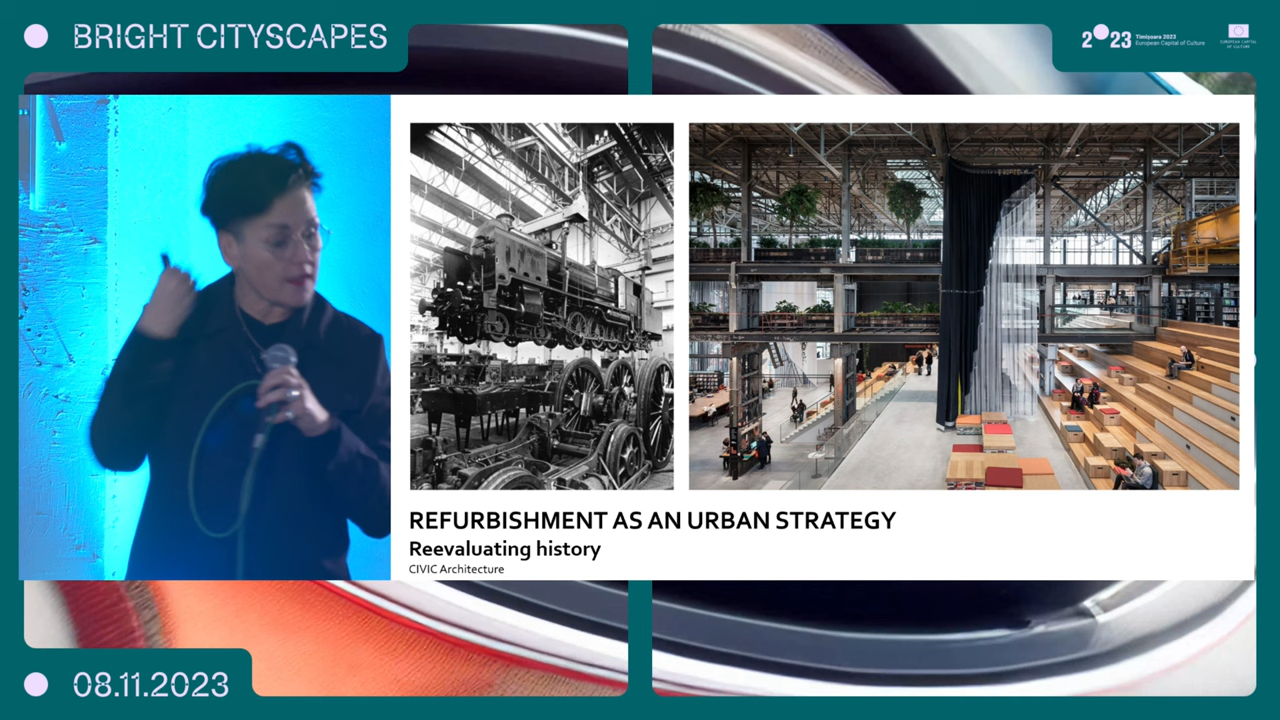 BRIGHT CITYSCAPES
2023
Timișoara 2023
European Capital of Culture
EUROPEAN CAPITAL
OF CULTURE
REFURBISHMENT AS AN URBAN STRATEGY
Reevaluating history
CIVIC Architecture
08.11.2023